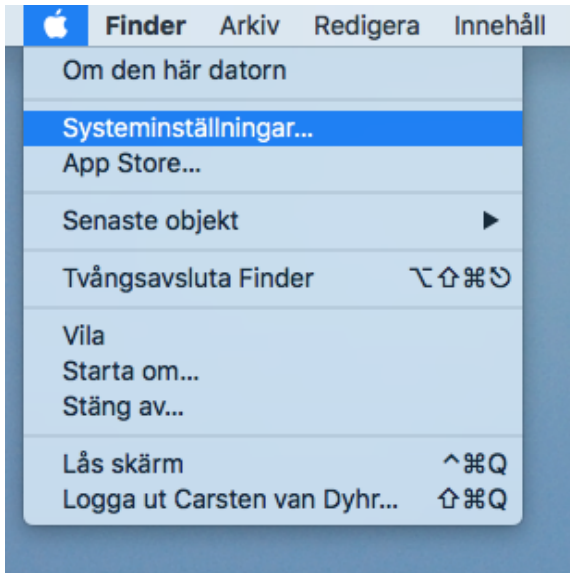 Finder Arkiv Redigera Innehåll
Om den här datorn
Systeminställningar...
App Store...
Senaste objekt ▶
Tvångsavsluta Finder ⌥⇧⌘⎋
Vila
Starta om...
Stäng av...
Lås skärm ^⌘Q
Logga ut Carsten van Dyhr... ⇧⌘Q